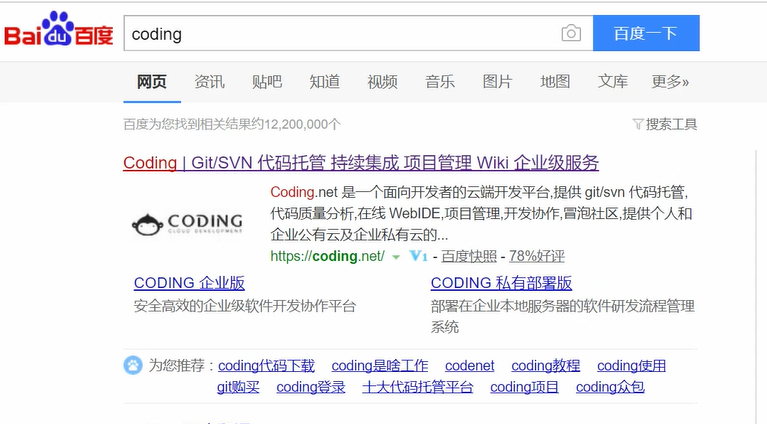 Bai du 百度
coding
百度一下
网页 资讯 贴吧 知道 视频 音乐 图片 地图 文库 更多»
百度为您找到相关结果约12,200,000个
搜索工具
Coding | Git/SVN 代码托管 持续集成 项目管理 Wiki 企业级服务
CODING
CLOUD DEVELOPMENT
Coding.net 是一个面向开发者的云端开发平台,提供 git/svn 代码托管,
代码质量分析,在线 WebIDE,项目管理,开发协作,冒泡社区,提供个人和
企业公有云及企业私有云的...
https://coding.net/ V1 - 百度快照 - 78%好评
CODING 企业版
安全高效的企业级软件开发协作平台
CODING 私有部署版
部署在企业本地服务器的软件研发流程管理
系统
为您推荐： coding代码下载 coding是啥工作 codenet coding教程 coding使用
git购买 coding登录 十大代码托管平台 coding项目 coding众包